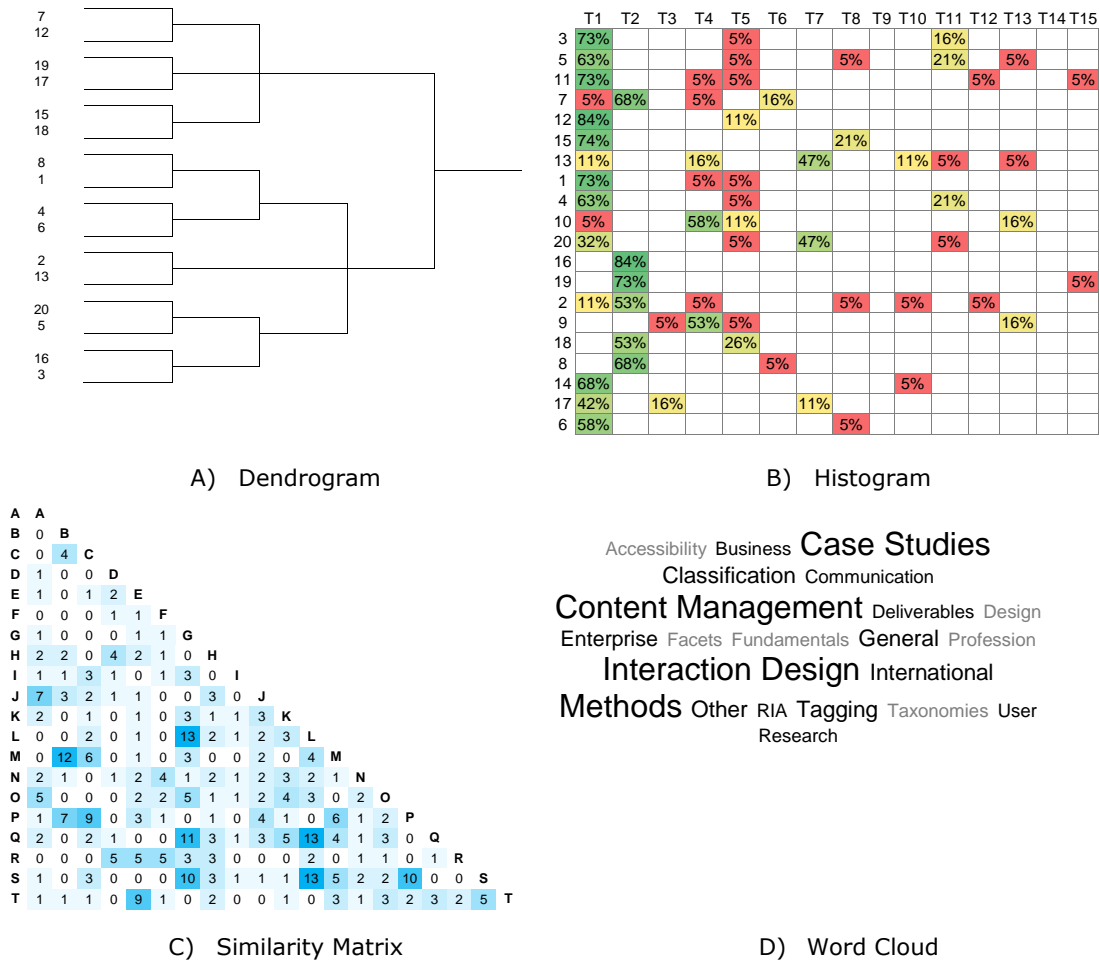 7
12
19
17
15
18
8
1
4
6
2
13
20
5
16
3
A) Dendrogram
T1 T2 T3 T4 T5 T6 T7 T8 T9 T10 T11 T12 T13 T14 T15
3 73% 5% 16%
5 63% 5% 5% 21% 5%
11 73% 5% 5% 5% 5%
7 5% 68% 5% 16%
12 84% 11%
15 74% 21%
13 11% 16% 47% 11% 5% 5%
1 73% 5% 5%
4 63% 5% 21%
10 5% 58% 11% 16%
20 32% 5% 47% 5%
16 84%
19 73% 5%
2 11% 53% 5% 5% 5% 5%
9 5% 53% 5% 16%
18 53% 26%
8 68% 5%
14 68% 5%
17 42% 16% 11%
6 58% 5%
B) Histogram
A A
B 0 B
C 0 4 C
D 1 0 0 D
E 1 0 1 2 E
F 0 0 0 1 1 F
G 1 0 0 0 1 1 G
H 2 2 0 4 2 1 0 H
I 1 1 3 1 0 1 3 0 I
J 7 3 2 1 1 0 0 3 0 J
K 2 0 1 0 1 0 3 1 1 3 K
L 0 0 2 0 1 0 13 2 1 2 3 L
M 0 12 6 0 1 0 3 0 0 2 0 4 M
N 2 1 0 1 2 4 1 2 1 2 3 2 1 N
O 5 0 0 0 2 2 5 1 1 2 4 3 0 2 O
P 1 7 9 0 3 1 0 1 0 4 1 0 6 1 2 P
Q 2 0 2 1 0 0 11 3 1 3 5 13 4 1 3 0 Q
R 0 0 0 5 5 5 3 3 0 0 0 2 0 1 1 0 1 R
S 1 0 3 0 0 0 10 3 1 1 1 13 5 2 2 10 0 0 S
T 1 1 1 0 9 1 0 2 0 0 1 0 3 1 3 2 3 2 5 T
C) Similarity Matrix
Accessibility Business Case Studies
Classification Communication
Content Management Deliverables Design
Enterprise Facets Fundamentals General Profession
Interaction Design International
Methods Other RIA Tagging Taxonomies User
Research
D) Word Cloud